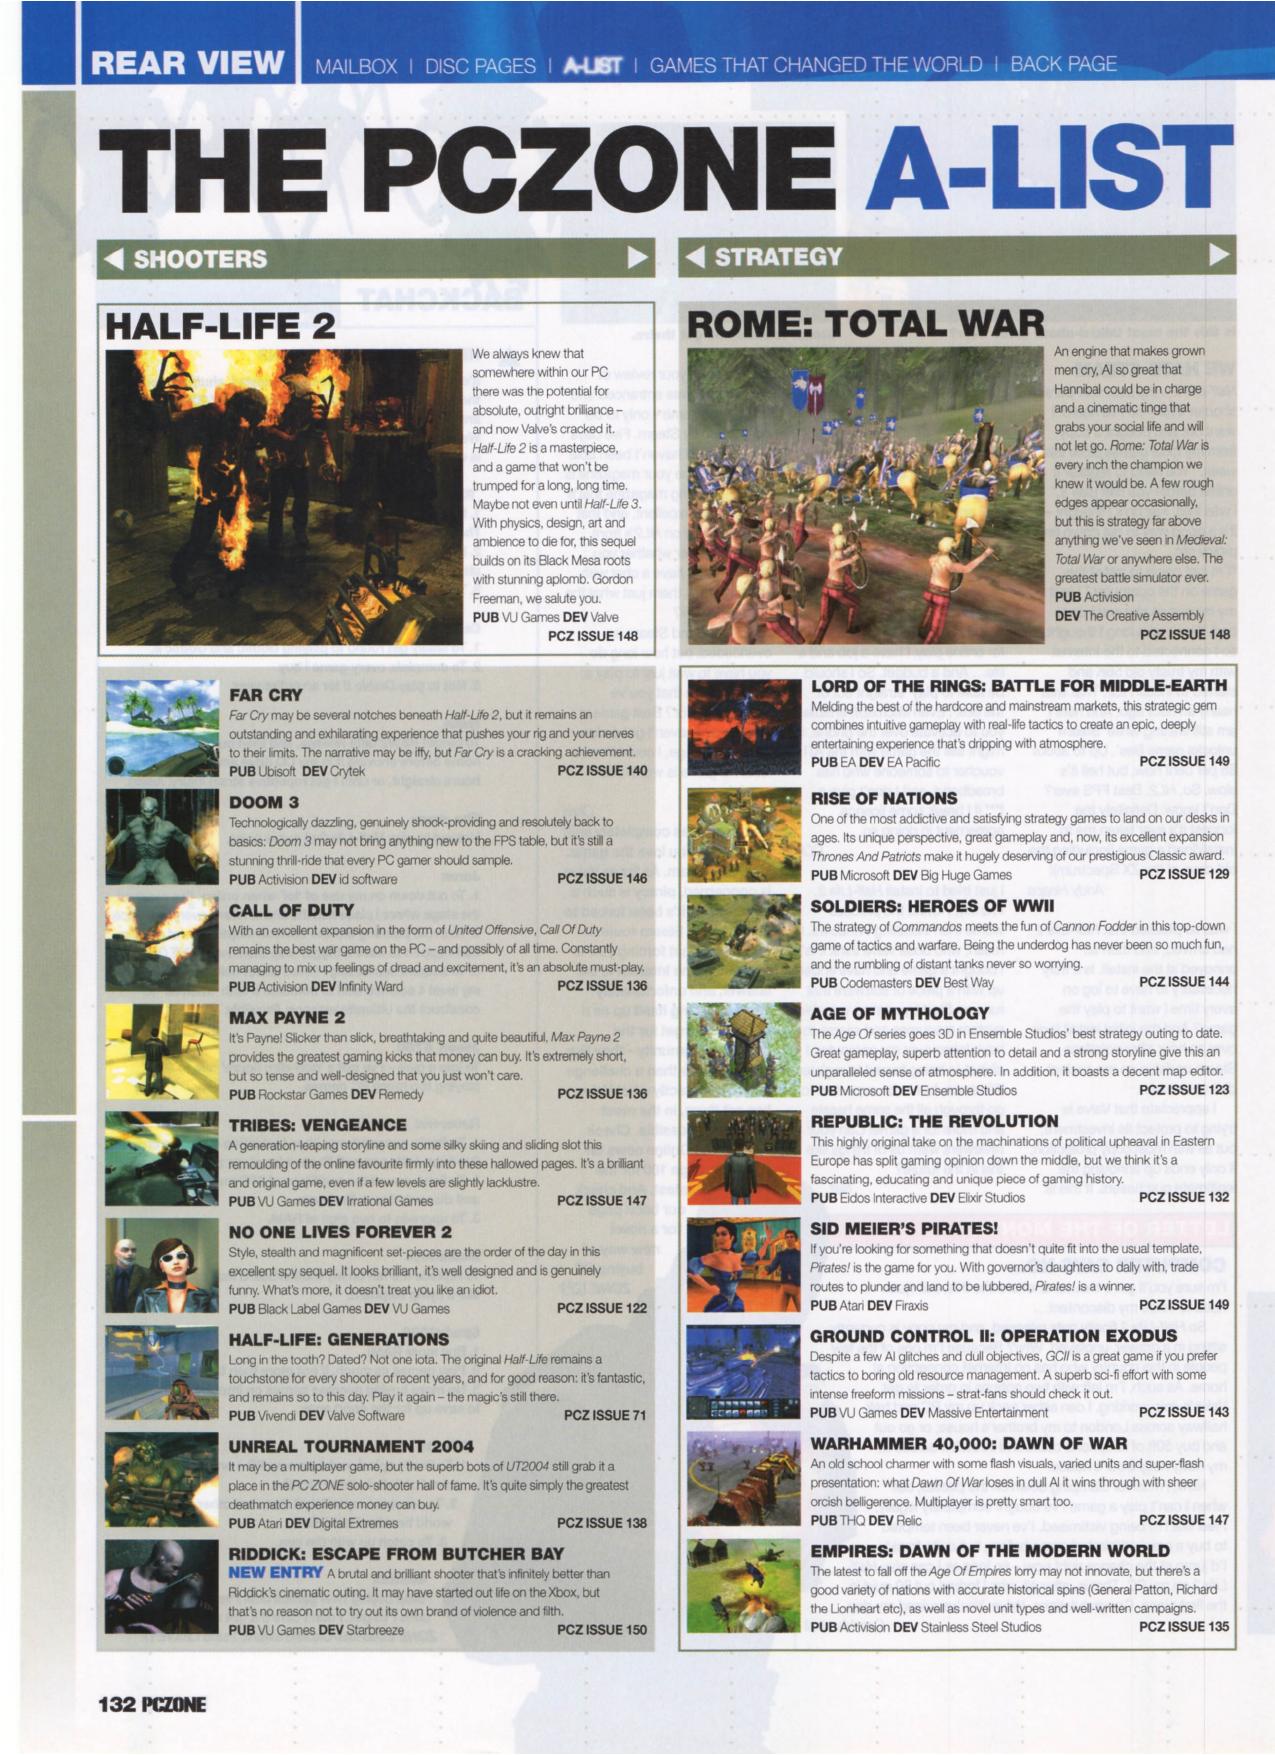 REAR VIEW
MAILBOX | DISC PAGES | A-LIST | GAMES THAT CHANGED THE WORLD | BACK PAGE
THE PCZONE A-LIST
SHOOTERS
HALF-LIFE 2
We always knew that
somewhere within our PC
there was the potential for
absolute, outright brilliance –
and now Valve's cracked it.
Half-Life 2 is a masterpiece,
and a game that won't be
trumped for a long, long time.
Maybe not even until Half-Life 3.
With physics, design, art and
ambience to die for, this sequel
builds on its Black Mesa roots
with stunning aplomb. Gordon
Freeman, we salute you.
PUB VU Games DEV Valve
PCZ ISSUE 148
FAR CRY
Far Cry may be several notches beneath Half-Life 2, but it remains an
outstanding and exhilarating experience that pushes your rig and your nerves
to their limits. The narrative may be iffy, but Far Cry is a cracking achievement.
PUB Ubisoft DEV Crytek PCZ ISSUE 140
DOOM 3
Technologically dazzling, genuinely shock-providing and resolutely back to
basics: Doom 3 may not bring anything new to the FPS table, but it's still a
stunning thrill-ride that every PC gamer should sample.
PUB Activision DEV id software PCZ ISSUE 146
CALL OF DUTY
With an excellent expansion in the form of United Offensive, Call Of Duty
remains the best war game on the PC – and possibly of all time. Constantly
managing to mix up feelings of dread and excitement, it's an absolute must-play.
PUB Activision DEV Infinity Ward PCZ ISSUE 136
MAX PAYNE 2
It's Payne! Slicker than slick, breathtaking and quite beautiful, Max Payne 2
provides the greatest gaming kicks that money can buy. It's extremely short,
but so tense and well-designed that you just won't care.
PUB Rockstar Games DEV Remedy PCZ ISSUE 136
TRIBES: VENGEANCE
A generation-leaping storyline and some silky skiing and sliding slot this
remoulding of the online favourite firmly into these hallowed pages. It's a brilliant
and original game, even if a few levels are slightly lacklustre.
PUB VU Games DEV Irrational Games PCZ ISSUE 147
NO ONE LIVES FOREVER 2
Style, stealth and magnificent set-pieces are the order of the day in this
excellent spy sequel. It looks brilliant, it's well designed and is genuinely
funny. What's more, it doesn't treat you like an idiot.
PUB Black Label Games DEV VU Games PCZ ISSUE 122
HALF-LIFE: GENERATIONS
Long in the tooth? Dated? Not one iota. The original Half-Life remains a
touchstone for every shooter of recent years, and for good reason: it's fantastic,
and remains so to this day. Play it again – the magic's still there.
PUB Vivendi DEV Valve Software PCZ ISSUE 71
UNREAL TOURNAMENT 2004
It may be a multiplayer game, but the superb bots of UT2004 still grab it a
place in the PC ZONE solo-shooter hall of fame. It's quite simply the greatest
deathmatch experience money can buy.
PUB Atari DEV Digital Extremes PCZ ISSUE 138
RIDDICK: ESCAPE FROM BUTCHER BAY
NEW ENTRY A brutal and brilliant shooter that's infinitely better than
Riddick's cinematic outing. It may have started out life on the Xbox, but
that's no reason not to try out its own brand of violence and filth.
PUB VU Games DEV Starbreeze PCZ ISSUE 150
STRATEGY
ROME: TOTAL WAR
An engine that makes grown
men cry, AI so great that
Hannibal could be in charge
and a cinematic tinge that
grabs your social life and will
not let go. Rome: Total War is
every inch the champion we
knew it would be. A few rough
edges appear occasionally,
but this is strategy far above
anything we've seen in Medieval:
Total War or anywhere else. The
greatest battle simulator ever.
PUB Activision
DEV The Creative Assembly
PCZ ISSUE 148
LORD OF THE RINGS: BATTLE FOR MIDDLE-EARTH
Melding the best of the hardcore and mainstream markets, this strategic gem
combines intuitive gameplay with real-life tactics to create an epic, deeply
entertaining experience that's dripping with atmosphere.
PUB EA DEV EA Pacific PCZ ISSUE 149
RISE OF NATIONS
One of the most addictive and satisfying strategy games to land on our desks in
ages. Its unique perspective, great gameplay and, now, its excellent expansion
Thrones And Patriots make it hugely deserving of our prestigious Classic award.
PUB Microsoft DEV Big Huge Games PCZ ISSUE 129
SOLDIERS: HEROES OF WWII
The strategy of Commandos meets the fun of Cannon Fodder in this top-down
game of tactics and warfare. Being the underdog has never been so much fun,
and the rumbling of distant tanks never so worrying.
PUB Codemasters DEV Best Way PCZ ISSUE 144
AGE OF MYTHOLOGY
The Age Of series goes 3D in Ensemble Studios' best strategy outing to date.
Great gameplay, superb attention to detail and a strong storyline give this an
unparalleled sense of atmosphere. In addition, it boasts a decent map editor.
PUB Microsoft DEV Ensemble Studios PCZ ISSUE 123
REPUBLIC: THE REVOLUTION
This highly original take on the machinations of political upheaval in Eastern
Europe has split gaming opinion down the middle, but we think it's a
fascinating, educating and unique piece of gaming history.
PUB Eidos Interactive DEV Elixir Studios PCZ ISSUE 132
SID MEIER'S PIRATES!
If you're looking for something that doesn't quite fit into the usual template,
Pirates! is the game for you. With governor's daughters to dally with, trade
routes to plunder and land to be lubbered, Pirates! is a winner.
PUB Atari DEV Firaxis PCZ ISSUE 149
GROUND CONTROL II: OPERATION EXODUS
Despite a few AI glitches and dull objectives, GCII is a great game if you prefer
tactics to boring old resource management. A superb sci-fi effort with some
intense freeform missions – strat-fans should check it out.
PUB VU Games DEV Massive Entertainment PCZ ISSUE 143
WARHAMMER 40,000: DAWN OF WAR
An old school charmer with some flash visuals, varied units and super-flash
presentation: what Dawn Of War loses in dull AI it wins through with sheer
orcish belligerence. Multiplayer is pretty smart too.
PUB THQ DEV Relic PCZ ISSUE 147
EMPIRES: DAWN OF THE MODERN WORLD
The latest to fall off the Age Of Empires lorry may not innovate, but there's a
good variety of nations with accurate historical spins (General Patton, Richard
the Lionheart etc), as well as novel unit types and well-written campaigns.
PUB Activision DEV Stainless Steel Studios PCZ ISSUE 135
132 PCZONE